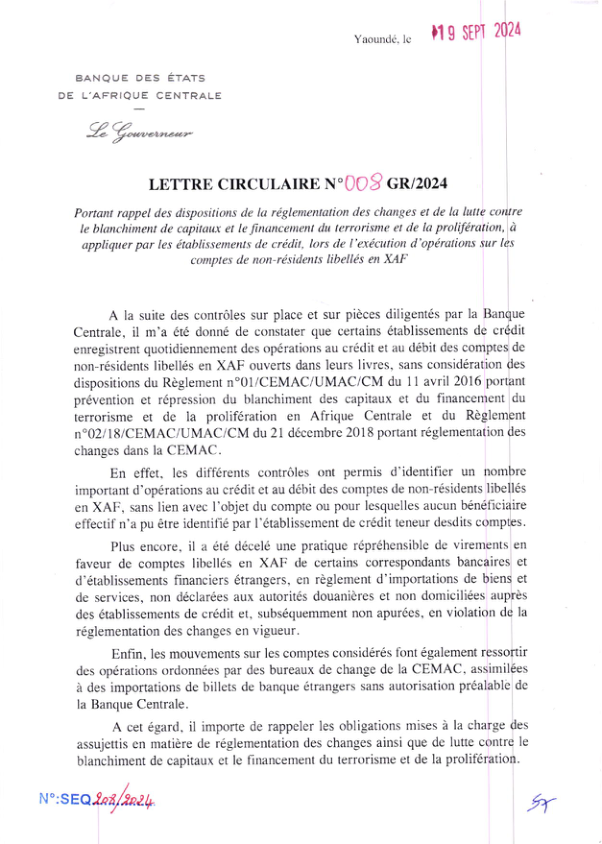 Yaoundé, le 19 SEPT 2024
BANQUE DES ÉTATS
DE L'AFRIQUE CENTRALE
Le Gouverneur
LETTRE CIRCULAIRE N°008 GR/2024
Portant rappel des dispositions de la réglementation des changes et de la lutte contre
le blanchiment de capitaux et le financement du terrorisme et de la prolifération, à
appliquer par les établissements de crédit, lors de l'exécution d'opérations sur les
comptes de non-résidents libellés en XAF
A la suite des contrôles sur place et sur pièces diligentés par la Banque
Centrale, il m'a été donné de constater que certains établissements de crédit
enregistrent quotidiennement des opérations au crédit et au débit des comptes de
non-résidents libellés en XAF ouverts dans leurs livres, sans considération des
dispositions du Règlement n°01/CEMAC/UMAC/CM du 11 avril 2016 portant
prévention et répression du blanchiment des capitaux et du financement du
terrorisme et de la prolifération en Afrique Centrale et du Règlement
n°02/18/CEMAC/UMAC/CM du 21 décembre 2018 portant réglementation des
changes dans la CEMAC.
En effet, les différents contrôles ont permis d'identifier un nombre
important d'opérations au crédit et au débit des comptes de non-résidents libellés
en XAF, sans lien avec l'objet du compte ou pour lesquelles aucun bénéficiaire
effectif n'a pu être identifié par l'établissement de crédit teneur desdits comptes.
Plus encore, il a été décelé une pratique répréhensible de virements en
faveur de comptes libellés en XAF de certains correspondants bancaires et
d'établissements financiers étrangers, en règlement d'importations de biens et
de services, non déclarées aux autorités douanières et non domiciliées auprès
des établissements de crédit et, subséquemment non apurées, en violation de la
réglementation des changes en vigueur.
Enfin, les mouvements sur les comptes considérés font également ressortir
des opérations ordonnées par des bureaux de change de la CEMAC, assimilées
à des importations de billets de banque étrangers sans autorisation préalable de
la Banque Centrale.
A cet égard, il importe de rappeler les obligations mises à la charge des
assujettis en matière de réglementation des changes ainsi que de lutte contre le
blanchiment de capitaux et le financement du terrorisme et de la prolifération.
N°:SEQ 202/2024